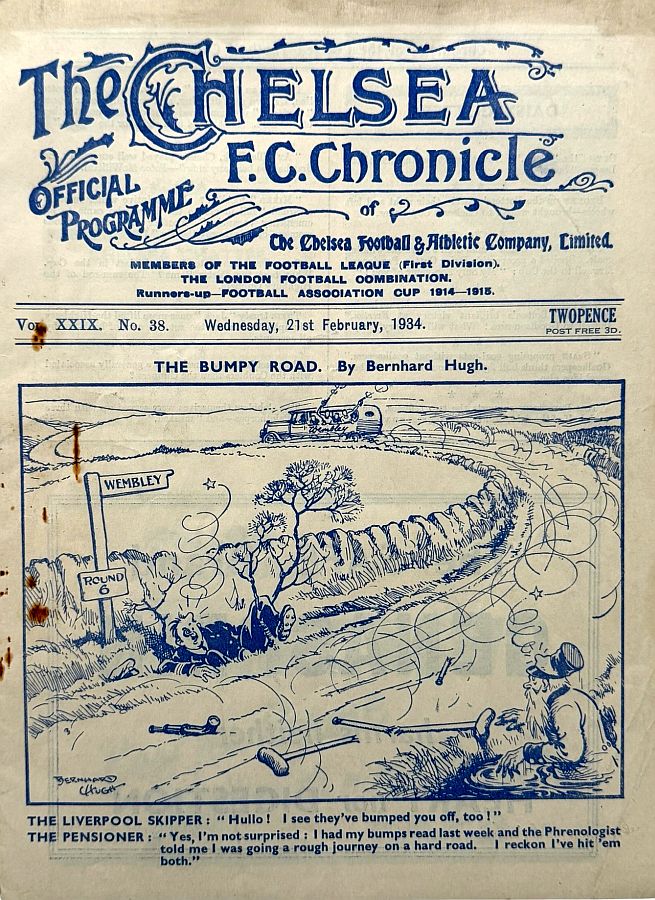 The CHELSEA
F.C. Chronicle
OFFICIAL
PROGRAMME
of
The Chelsea Football & Athletic Company, Limited.
MEMBERS OF THE FOOTBALL LEAGUE (First Division).
THE LONDON FOOTBALL COMBINATION.
Runners-up—FOOTBALL ASSOCIATION CUP 1914—1915.
Vol. XXIX. No. 38. Wednesday, 21st February, 1934.
TWOPENCE
POST FREE 3D.
THE BUMPY ROAD. By Bernhard Hugh.
Wembley
WEMBLEY
ROUND
6
BERNHARD
HUGH
THE LIVERPOOL SKIPPER: "Hullo! I see they've bumped you off, too!"
THE PENSIONER: "Yes, I'm not surprised: I had my bumps read last week and the Phrenologist
told me I was going a rough journey on a hard road. I reckon I've hit 'em
both."